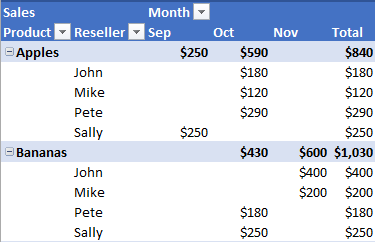 Sales Month
Product Reseller Sep Oct Nov Total
Apples $250 $590 $840
John $180 $180
Mike $120 $120
Pete $290 $290
Sally $250 $250
Bananas $430 $600 $1,030
John $400 $400
Mike $200 $200
Pete $180 $180
Sally $250 $250